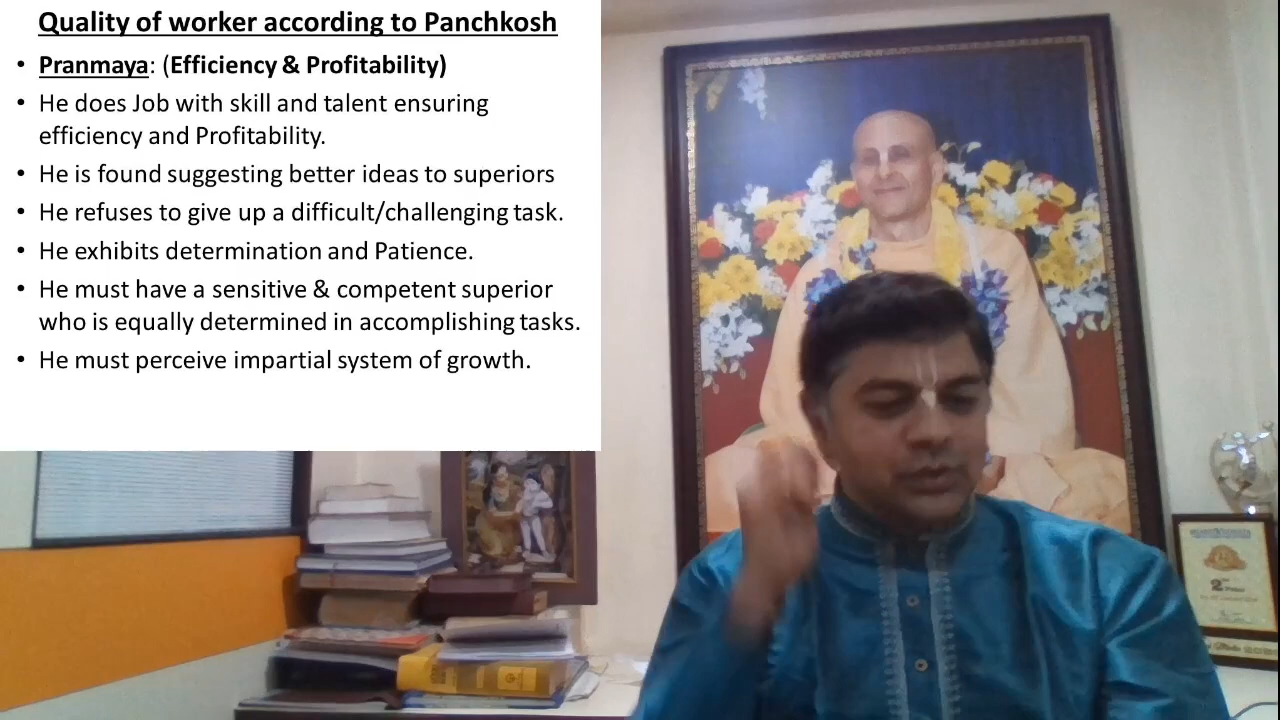 Quality of worker according to Panchkosh
• Pranmaya: (Efficiency & Profitability)
• He does Job with skill and talent ensuring
efficiency and Profitability.
• He is found suggesting better ideas to superiors
• He refuses to give up a difficult/challenging task.
• He exhibits determination and Patience.
• He must have a sensitive & competent superior
who is equally determined in accomplishing tasks.
• He must perceive impartial system of growth.
2